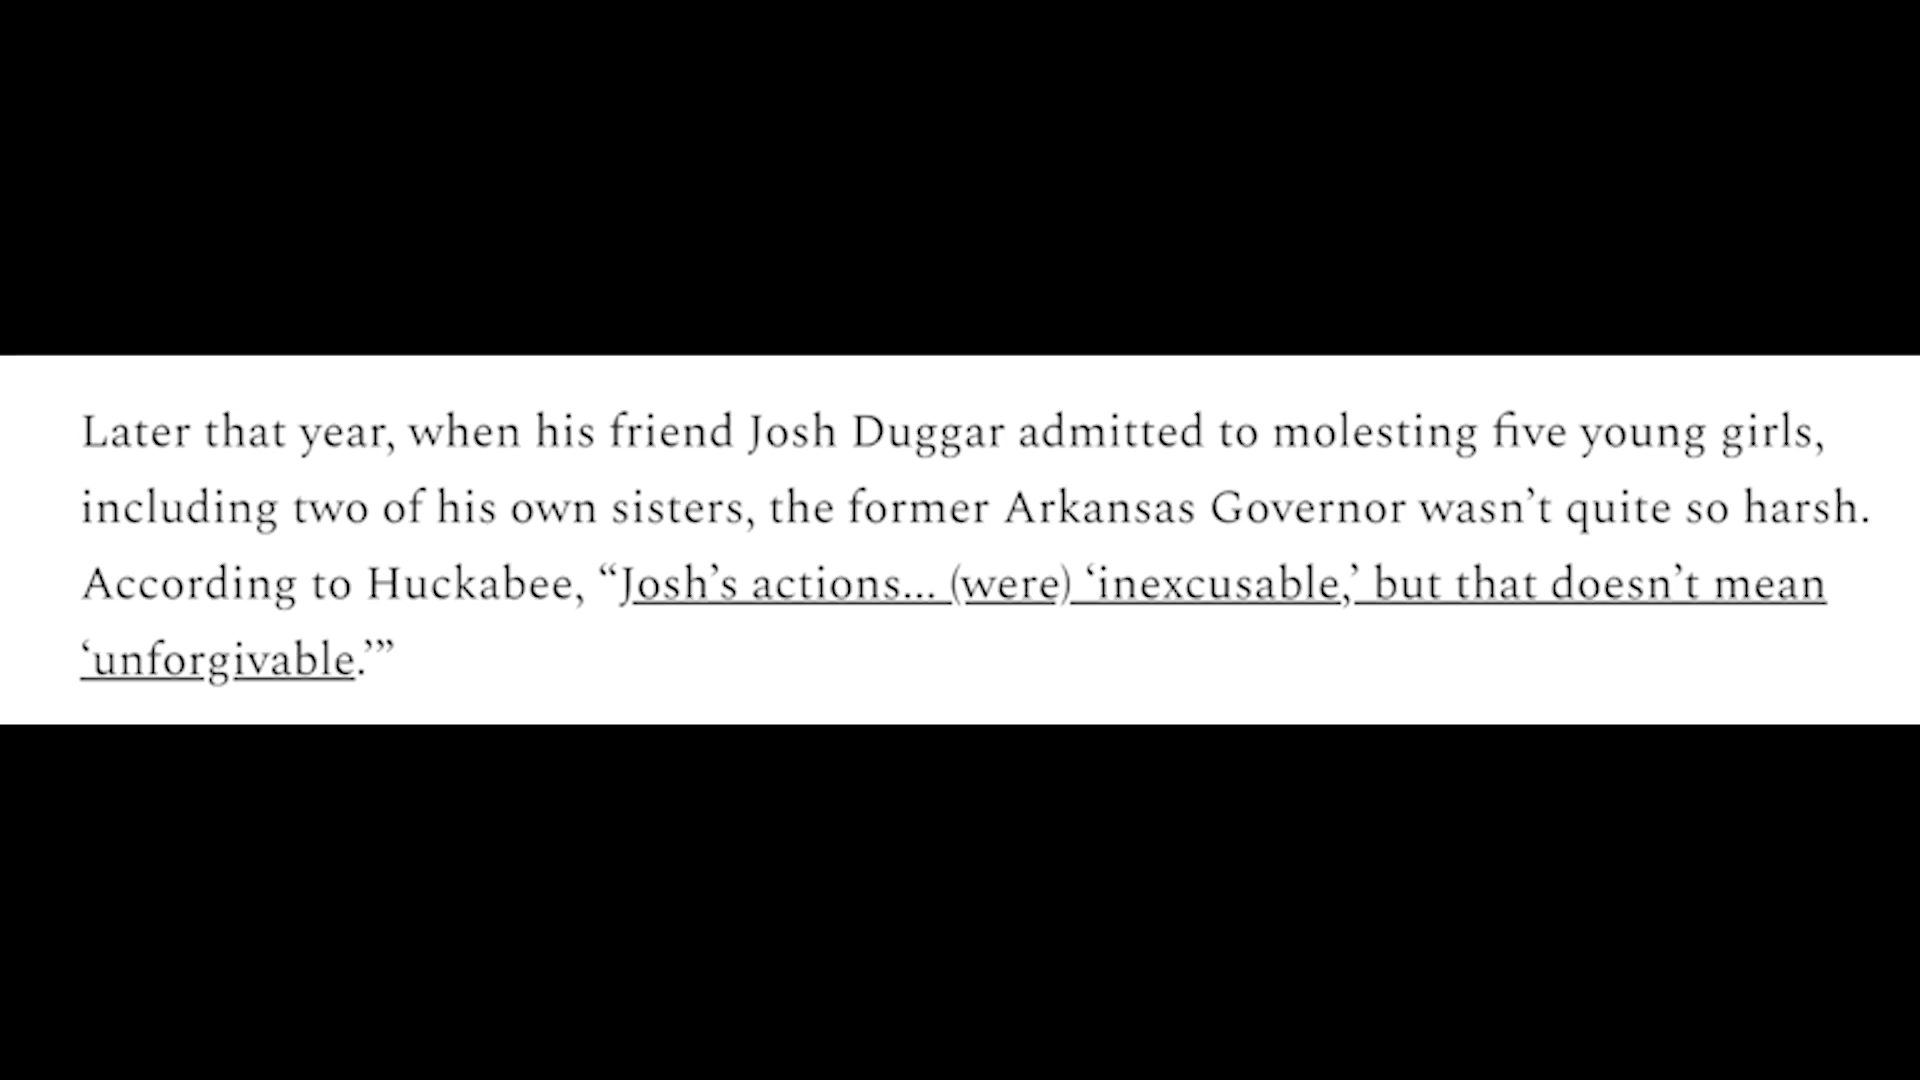 Later that year, when his friend Josh Duggar admitted to molesting five young girls,
including two of his own sisters, the former Arkansas Governor wasn’t quite so harsh.
According to Huckabee, “Josh’s actions... (were) ‘inexcusable,’ but that doesn’t mean
‘unforgivable.’”